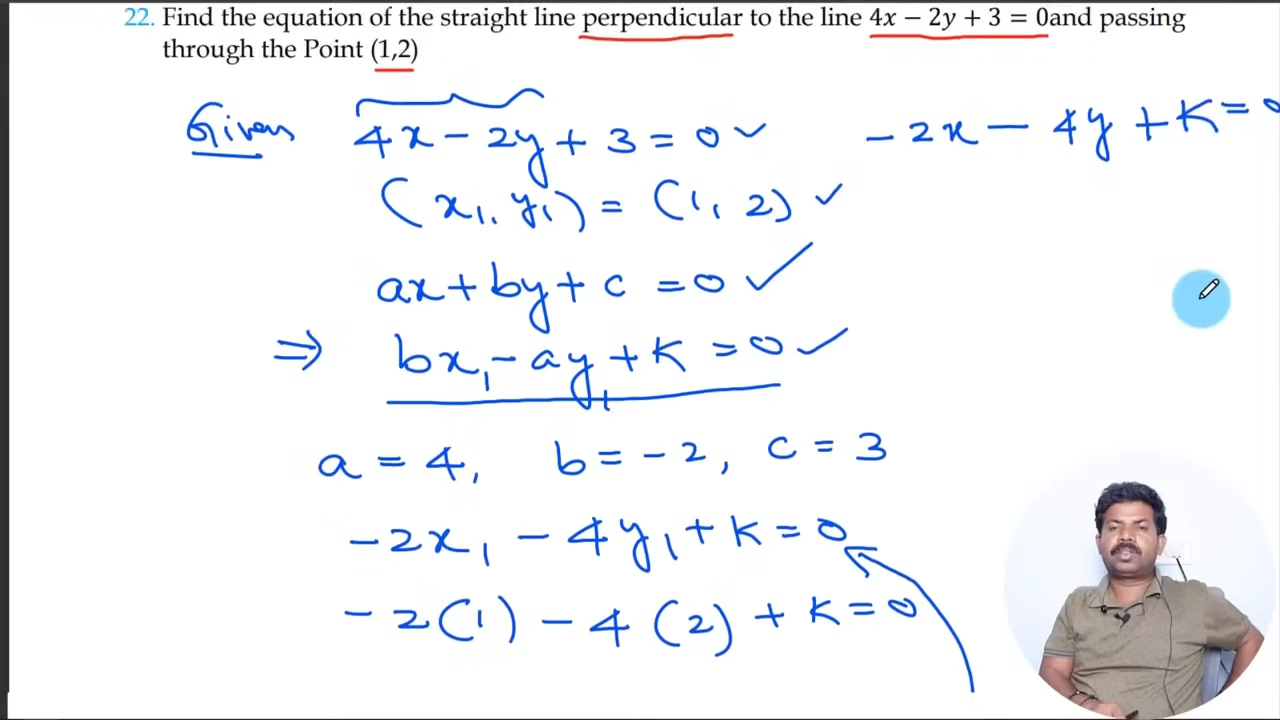 22. Find the equation of the straight line perpendicular to the line 4x − 2y + 3 = 0and passing
through the Point (1,2)
Given 4x − 2y + 3 = 0 ✓ −2x − 4y + K = 0
(x₁, y₁) = (1, 2) ✓
ax + by + c = 0 ✓
⇒ bx₁ − ay₁ + K = 0 ✓
a = 4, b = −2, c = 3
−2x₁ − 4y₁ + K = 0
−2(1) − 4(2) + K = 0